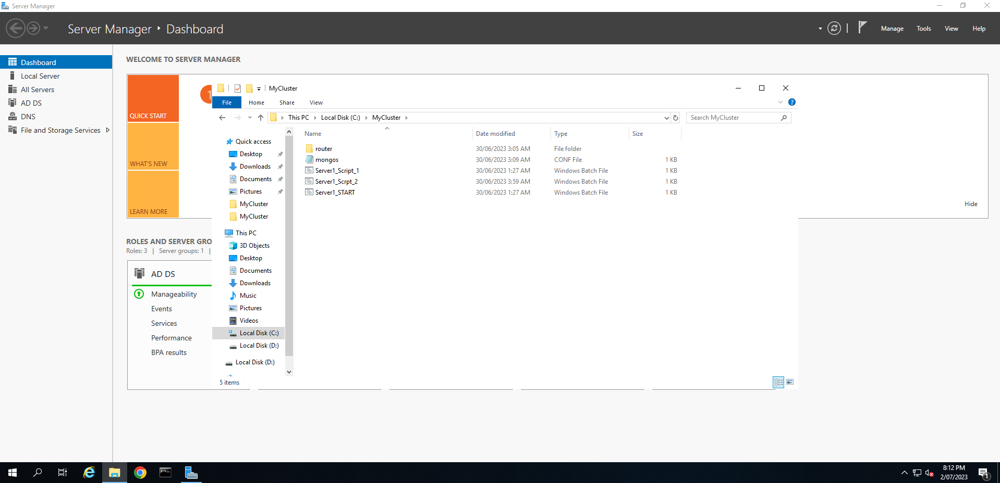 Server Manager
Server Manager ‣ Dashboard
Manage Tools View Help
Dashboard
Local Server
All Servers
AD DS
DNS
File and Storage Services
WELCOME TO SERVER MANAGER
QUICK START
WHAT'S NEW
LEARN MORE
1
Hide
ROLES AND SERVER GRO
Roles: 3 | Server groups: 1 |
AD DS
Manageability
Events
Services
Performance
BPA results
MyCluster
File Home Share View
This PC › Local Disk (C:) › MyCluster ›
Search MyCluster
Quick access
Desktop
Downloads
Documents
Pictures
MyCluster
MyCluster
This PC
3D Objects
Desktop
Documents
Downloads
Music
Pictures
Videos
Local Disk (C:)
Local Disk (D:)
Local Disk (D:)
Name Date modified Type Size
router 30/06/2023 3:05 AM File folder
mongos 30/06/2023 3:09 AM CONF File 1 KB
Server1_Script_1 30/06/2023 1:27 AM Windows Batch File 1 KB
Server1_Scrpt_2 30/06/2023 3:59 AM Windows Batch File 1 KB
Server1_START 30/06/2023 1:27 AM Windows Batch File 1 KB
5 items
8:12 PM
2/07/2023
1